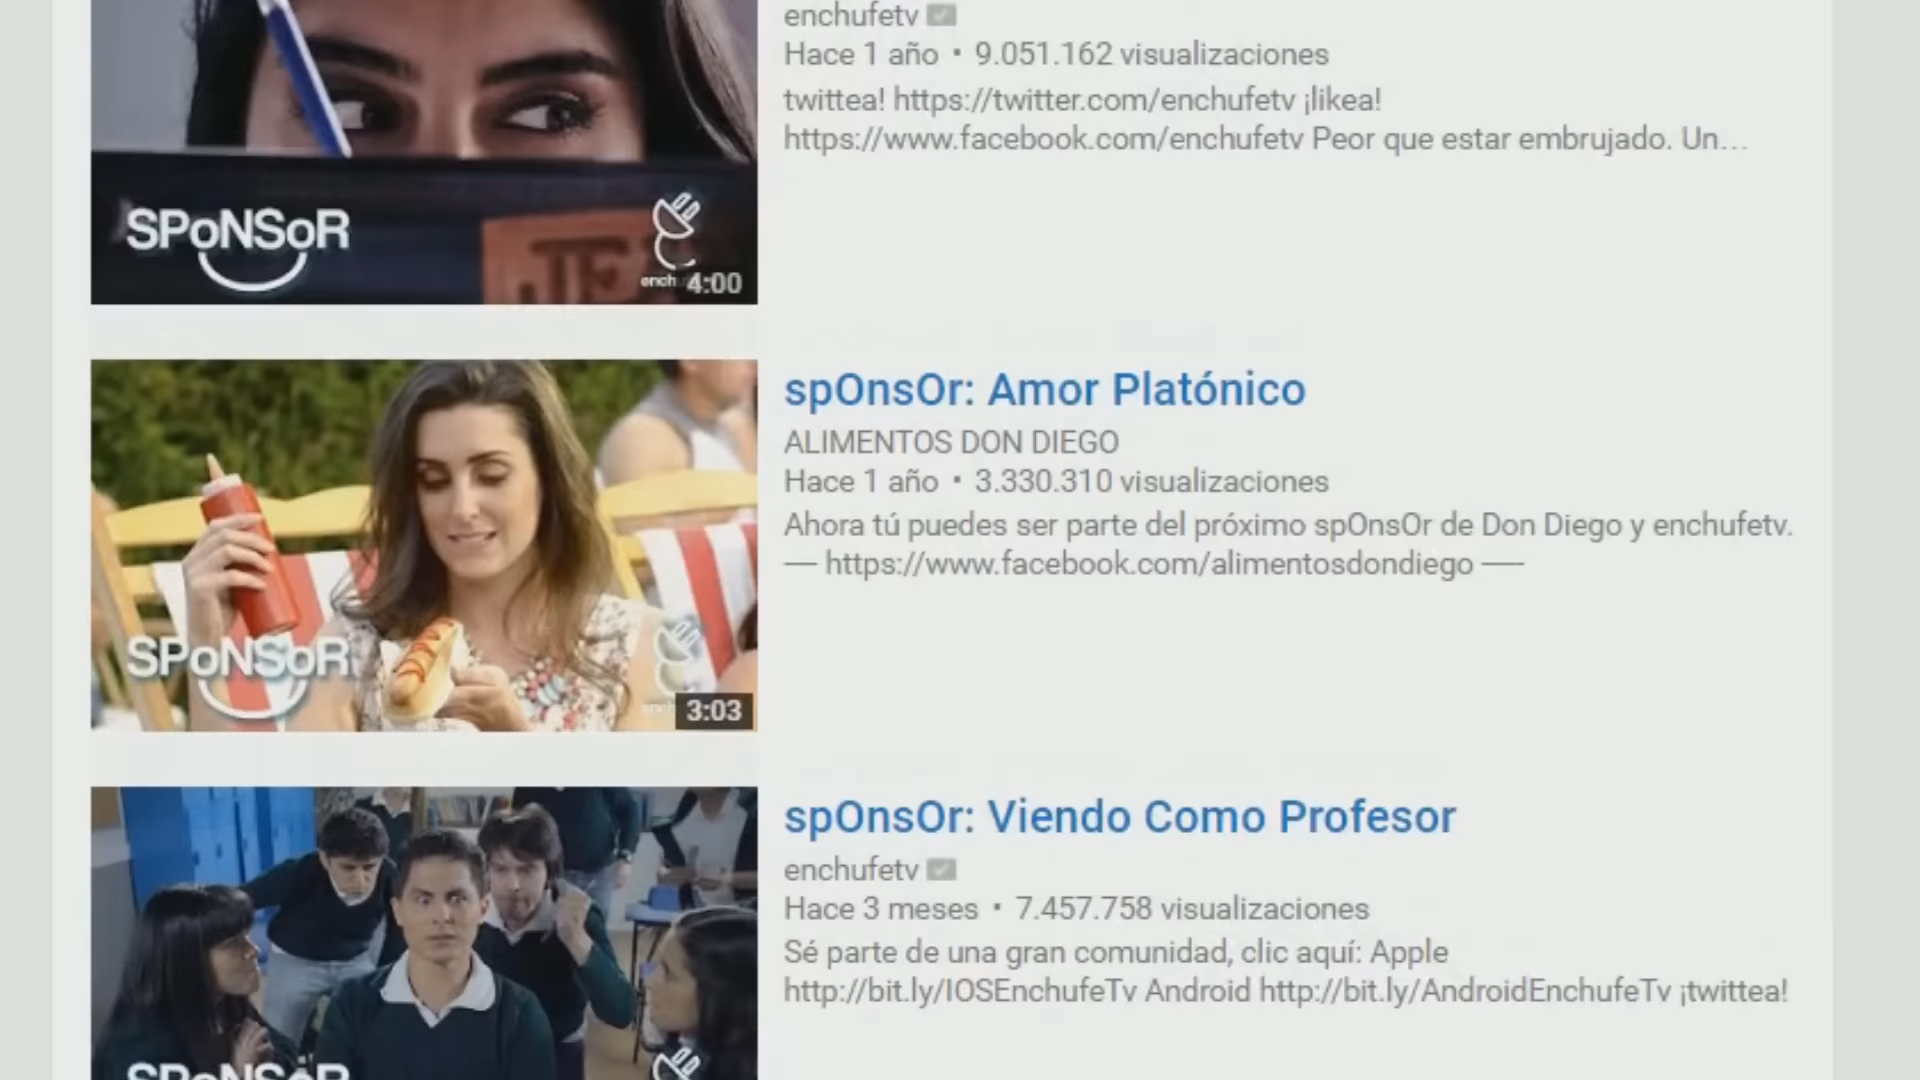 enchufetv
Hace 1 año • 9.051.162 visualizaciones
twittea! https://twitter.com/enchufetv ¡likea!
https://www.facebook.com/enchufetv Peor que estar embrujado. Un...
SPoNSoR
JE
ench 4:00
spOnsOr: Amor Platónico
ALIMENTOS DON DIEGO
Hace 1 año • 3.330.310 visualizaciones
Ahora tú puedes ser parte del próximo spOnsOr de Don Diego y enchufetv.
— https://www.facebook.com/alimentosdondiego —
SPoNSoR
ench 3:03
spOnsOr: Viendo Como Profesor
enchufetv
Hace 3 meses • 7.457.758 visualizaciones
Sé parte de una gran comunidad, clic aquí: Apple
http://bit.ly/IOSEnchufeTv Android http://bit.ly/AndroidEnchufeTv ¡twittea!
SPoNSoR